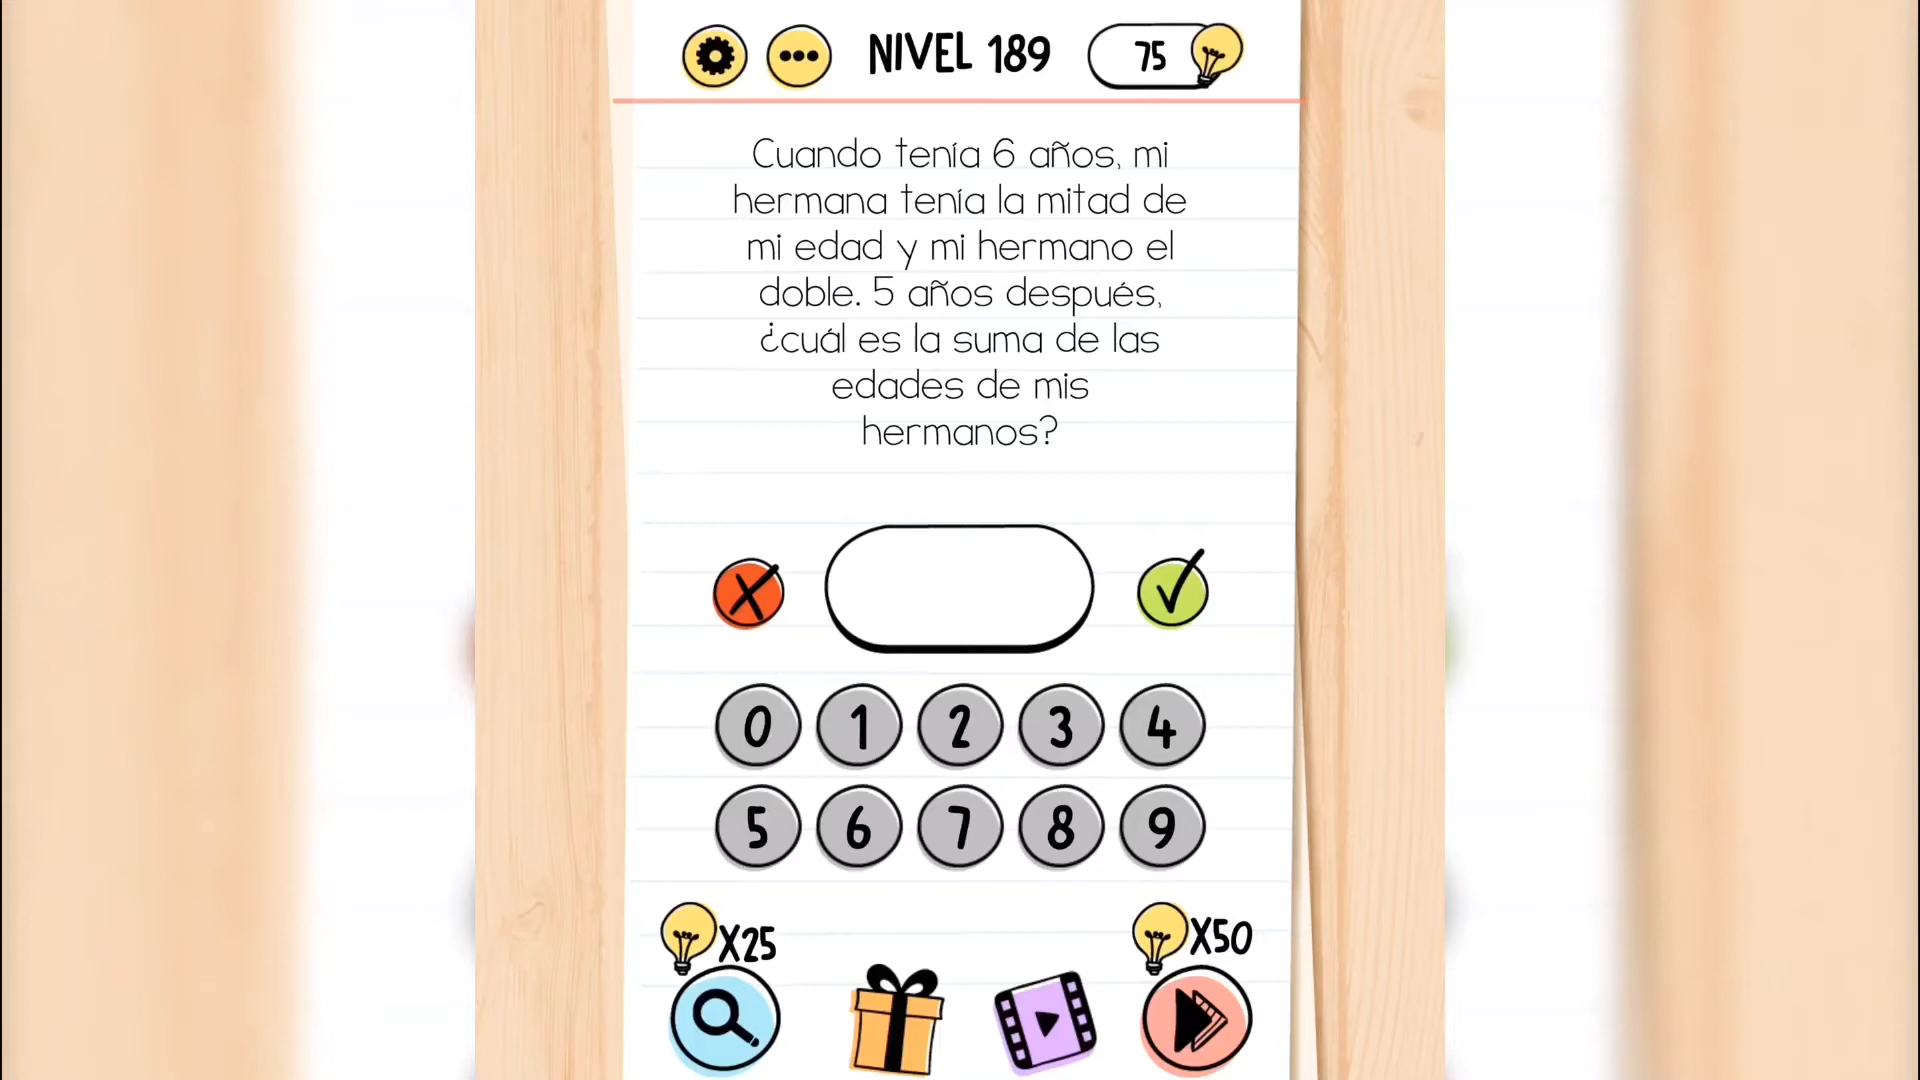 NIVEL 189
75
Cuando tenía 6 años, mi
hermana tenía la mitad de
mi edad y mi hermano el
doble. 5 años después,
¿cuál es la suma de las
edades de mis
hermanos?
0 1 2 3 4
5 6 7 8 9
X25
X50